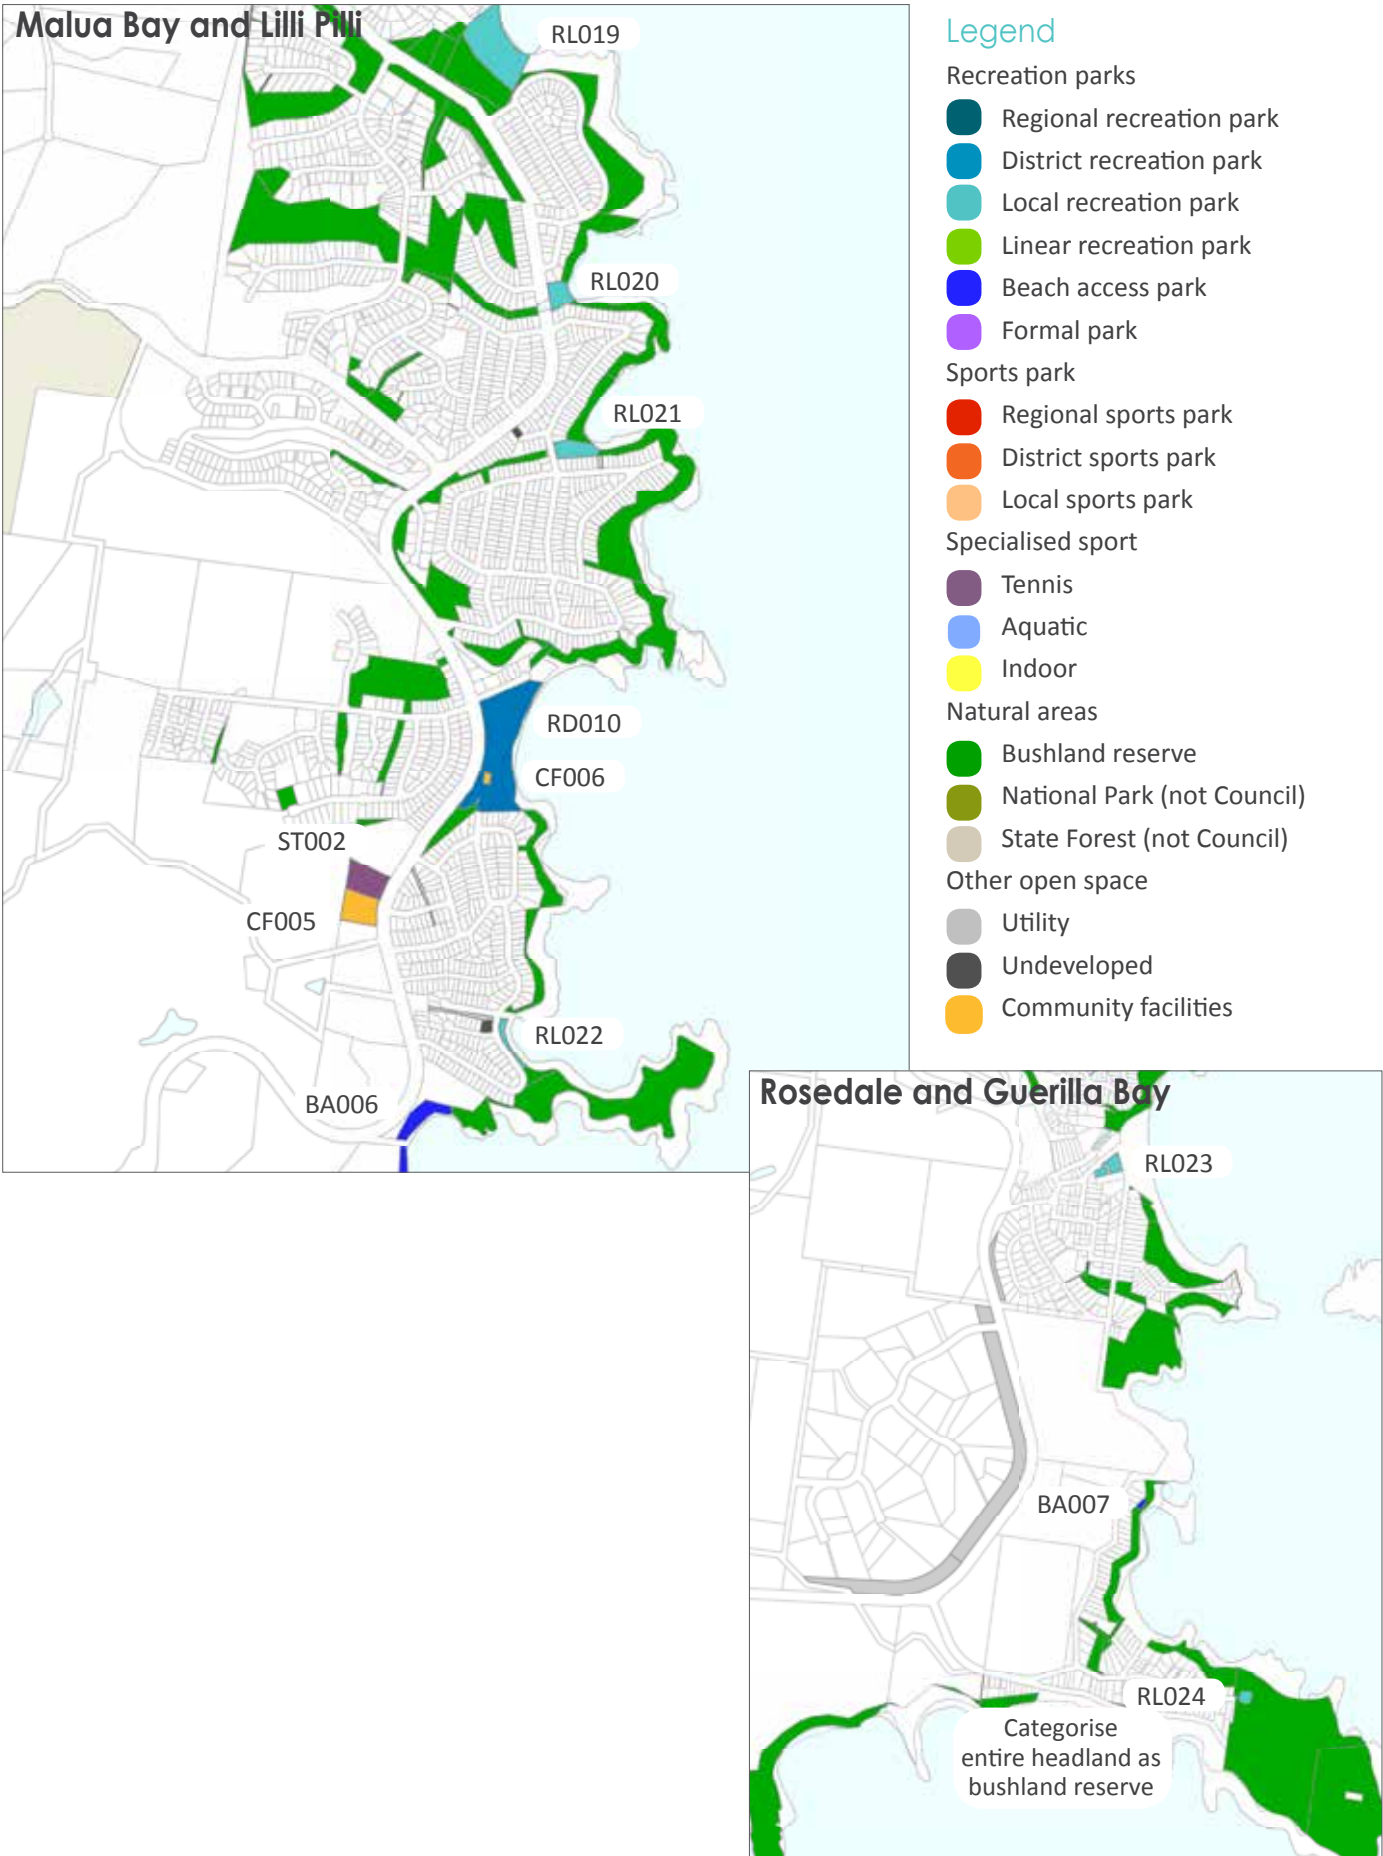 Malua Bay and Lilli Pilli
RL019
RL020
RL021
RD010
CF006
ST002
CF005
RL022
BA006
Legend
Recreation parks
Regional recreation park
District recreation park
Local recreation park
Linear recreation park
Beach access park
Formal park
Sports park
Regional sports park
District sports park
Local sports park
Specialised sport
Tennis
Aquatic
Indoor
Natural areas
Bushland reserve
National Park (not Council)
State Forest (not Council)
Other open space
Utility
Undeveloped
Community facilities
Rosedale and Guerilla Bay
RL023
BA007
RL024
Categorise
entire headland as
bushland reserve